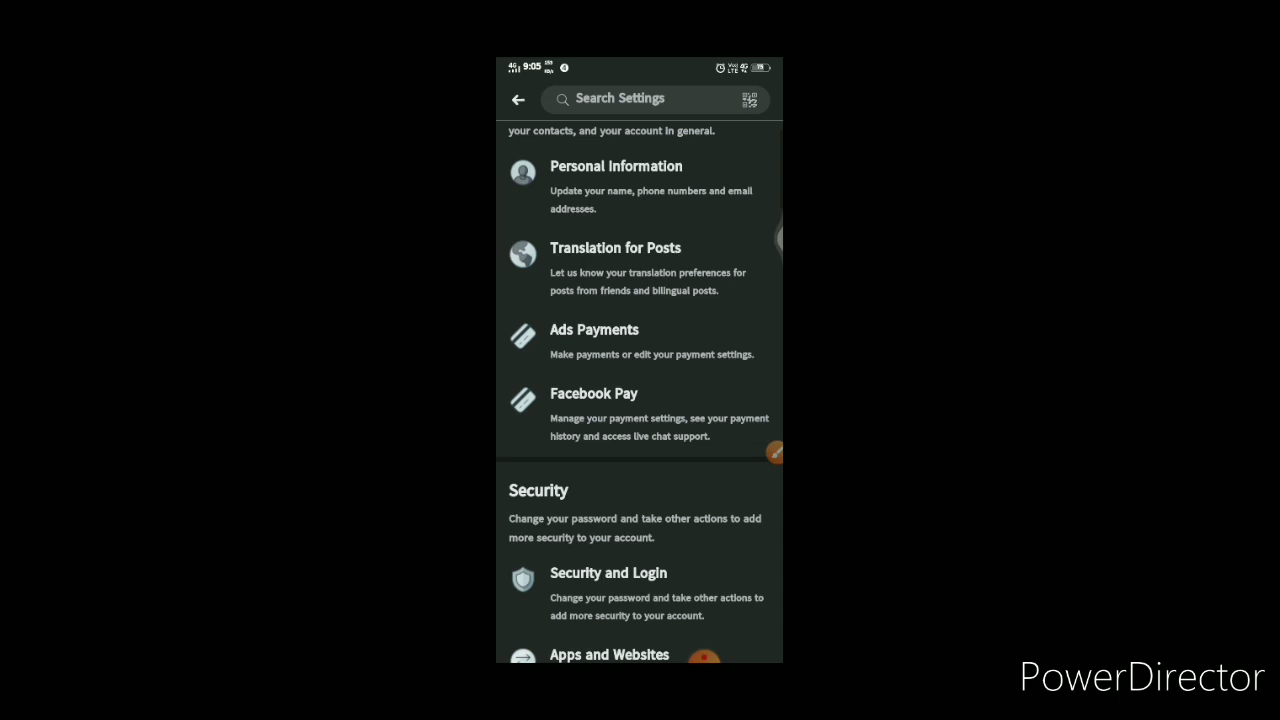 4G 9:05
Search Settings
your contacts, and your account in general.
Personal Information
Update your name, phone numbers and email
addresses.
Translation for Posts
Let us know your translation preferences for
posts from friends and bilingual posts.
Ads Payments
Make payments or edit your payment settings.
Facebook Pay
Manage your payment settings, see your payment
history and access live chat support.
Security
Change your password and take other actions to add
more security to your account.
Security and Login
Change your password and take other actions to
add more security to your account.
Apps and Websites
PowerDirector